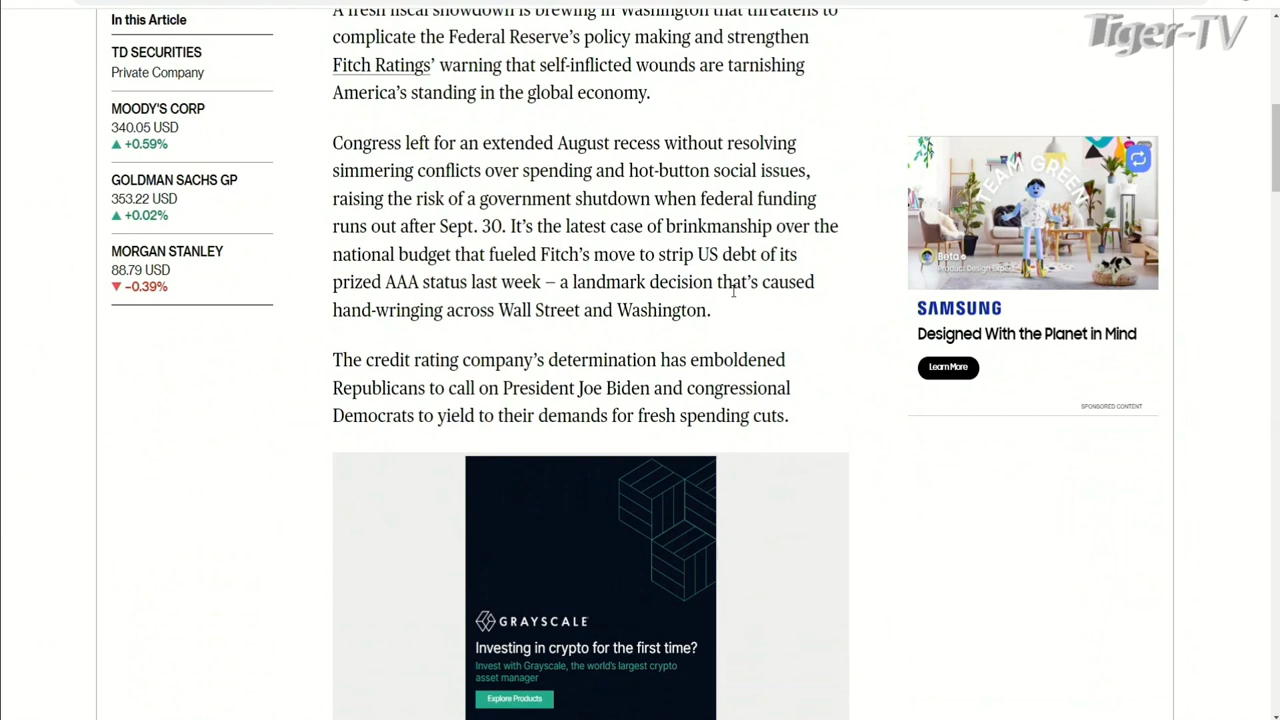 Tiger-TV
In this Article
TD SECURITIES
Private Company
MOODY'S CORP
340.05 USD
▲ +0.59%
GOLDMAN SACHS GP
353.22 USD
▲ +0.02%
MORGAN STANLEY
88.79 USD
▼ −0.39%
A fresh fiscal showdown is brewing in Washington that threatens to
complicate the Federal Reserve’s policy making and strengthen
Fitch Ratings’ warning that self-inflicted wounds are tarnishing
America’s standing in the global economy.
Congress left for an extended August recess without resolving
simmering conflicts over spending and hot-button social issues,
raising the risk of a government shutdown when federal funding
runs out after Sept. 30. It’s the latest case of brinkmanship over the
national budget that fueled Fitch’s move to strip US debt of its
prized AAA status last week – a landmark decision that’s caused
hand-wringing across Wall Street and Washington.
The credit rating company’s determination has emboldened
Republicans to call on President Joe Biden and congressional
Democrats to yield to their demands for fresh spending cuts.
GRAYSCALE
Investing in crypto for the first time?
Invest with Grayscale, the world's largest crypto
asset manager
Explore Products
TEAM GREEN
Beta
Product Design Expert
SAMSUNG
Designed With the Planet in Mind
Learn More
SPONSORED CONTENT